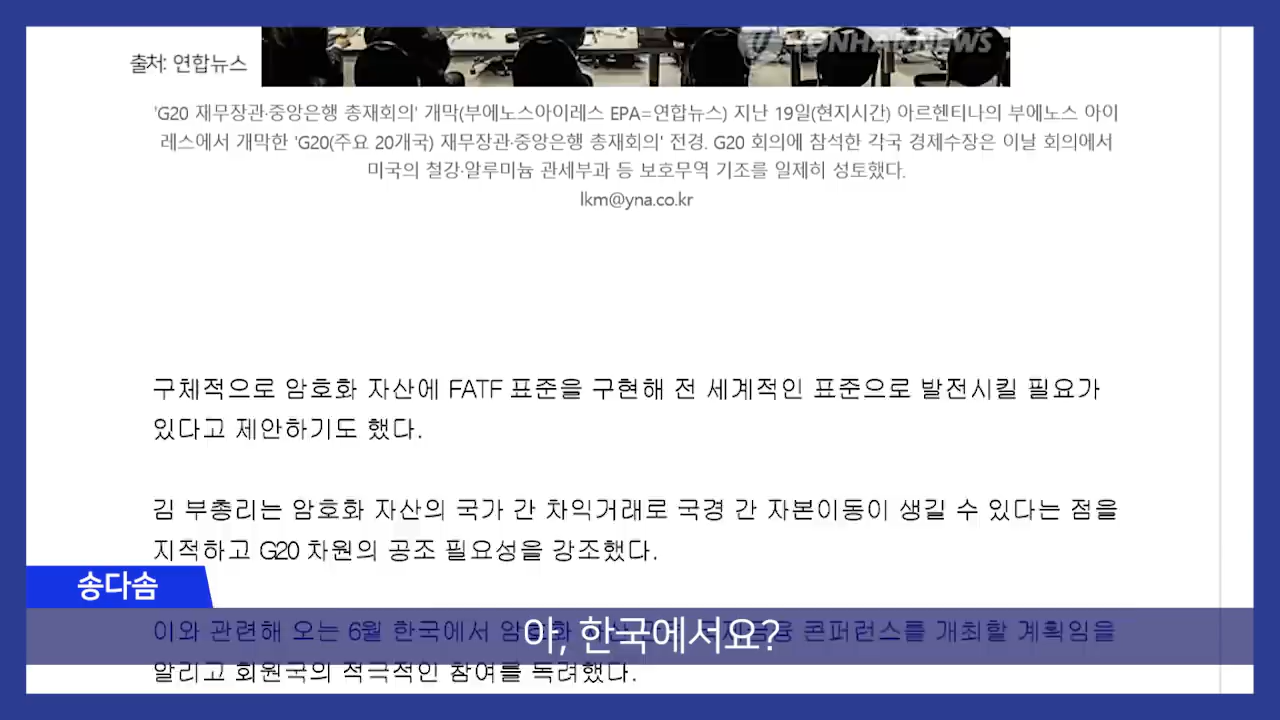 YONHAPNEWS
출처: 연합뉴스
'G20 재무장관·중앙은행 총재회의' 개막(부에노스아이레스 EPA=연합뉴스) 지난 19일(현지시간) 아르헨티나의 부에노스 아이
레스에서 개막한 'G20(주요 20개국) 재무장관·중앙은행 총재회의' 전경. G20 회의에 참석한 각국 경제수장은 이날 회의에서
미국의 철강·알루미늄 관세부과 등 보호무역 기조를 일제히 성토했다.
lkm@yna.co.kr
구체적으로 암호화 자산에 FATF 표준을 구현해 전 세계적인 표준으로 발전시킬 필요가
있다고 제안하기도 했다.
김 부총리는 암호화 자산의 국가 간 차익거래로 국경 간 자본이동이 생길 수 있다는 점을
지적하고 G20 차원의 공조 필요성을 강조했다.
송다솜
이와 관련해 오는 6월 한국에서 암호화 콘퍼런스를 개최할 계획임을
아, 한국에서요?
알리고 회원국의 적극적인 참여를 독려했다.